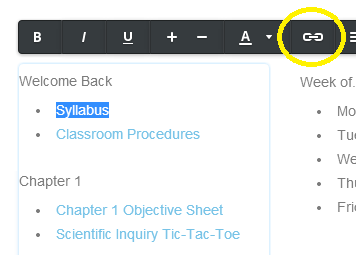 B I U + − A
Welcome Back
Syllabus
Classroom Procedures
Chapter 1
Chapter 1 Objective Sheet
Scientific Inquiry Tic-Tac-Toe
Week of.
Mo
Tue
We
Thu
Frid